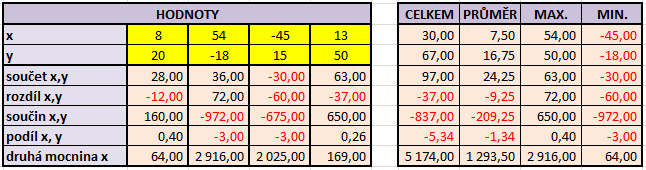 HODNOTY CELKEM PRŮMĚR MAX. MIN.
x 8 54 -45 13 30,00 7,50 54,00 -45,00
y 20 -18 15 50 67,00 16,75 50,00 -18,00
součet x,y 28,00 36,00 -30,00 63,00 97,00 24,25 63,00 -30,00
rozdíl x,y -12,00 72,00 -60,00 -37,00 -37,00 -9,25 72,00 -60,00
součin x,y 160,00 -972,00 -675,00 650,00 -837,00 -209,25 650,00 -972,00
podíl x, y 0,40 -3,00 -3,00 0,26 -5,34 -1,34 0,40 -3,00
druhá mocnina x 64,00 2 916,00 2 025,00 169,00 5 174,00 1 293,50 2 916,00 64,00